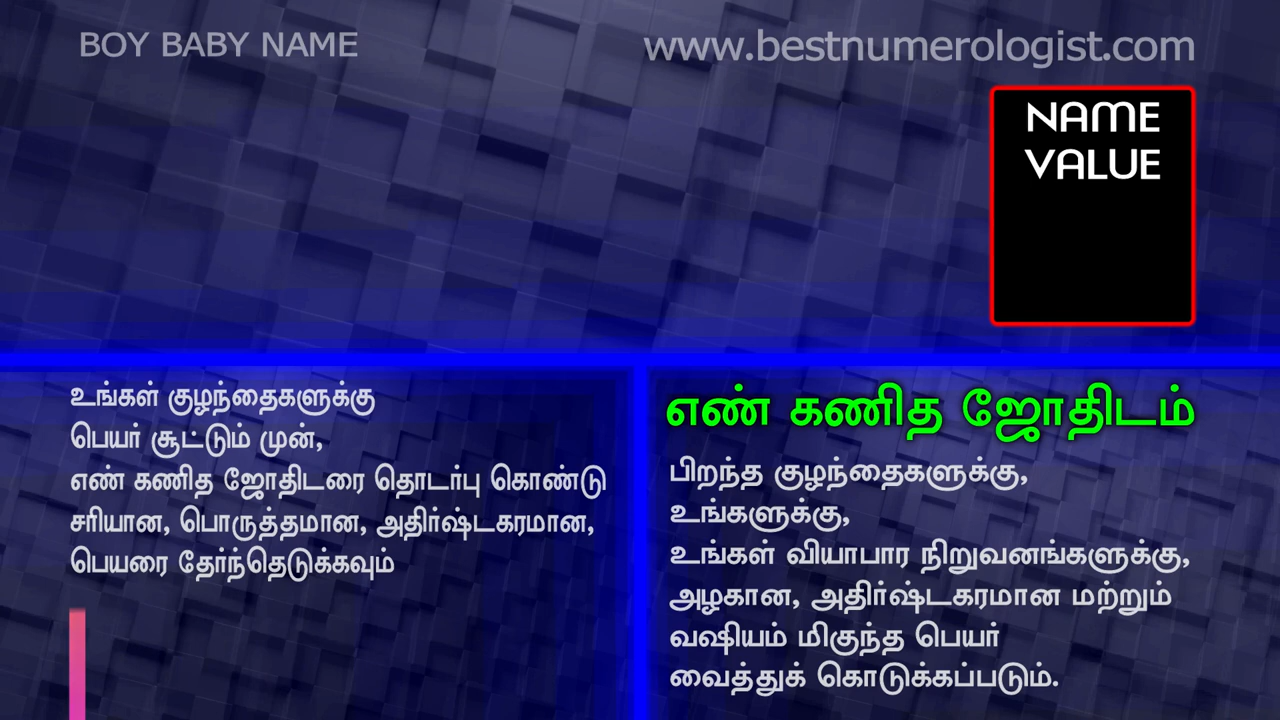 BOY BABY NAME
www.bestnumerologist.com
NAME
VALUE
உங்கள் குழந்தைகளுக்கு
பெயர் சூட்டும் முன்,
எண் கணித ஜோதிடரை தொடர்பு கொண்டு
சரியான, பொருத்தமான, அதிர்ஷ்டகரமான,
பெயரை தேர்ந்தெடுக்கவும்
எண் கணித ஜோதிடம்
பிறந்த குழந்தைகளுக்கு,
உங்களுக்கு,
உங்கள் வியாபார நிறுவனங்களுக்கு,
அழகான, அதிர்ஷ்டகரமான மற்றும்
வஷியம் மிகுந்த பெயர்
வைத்துக் கொடுக்கப்படும்.